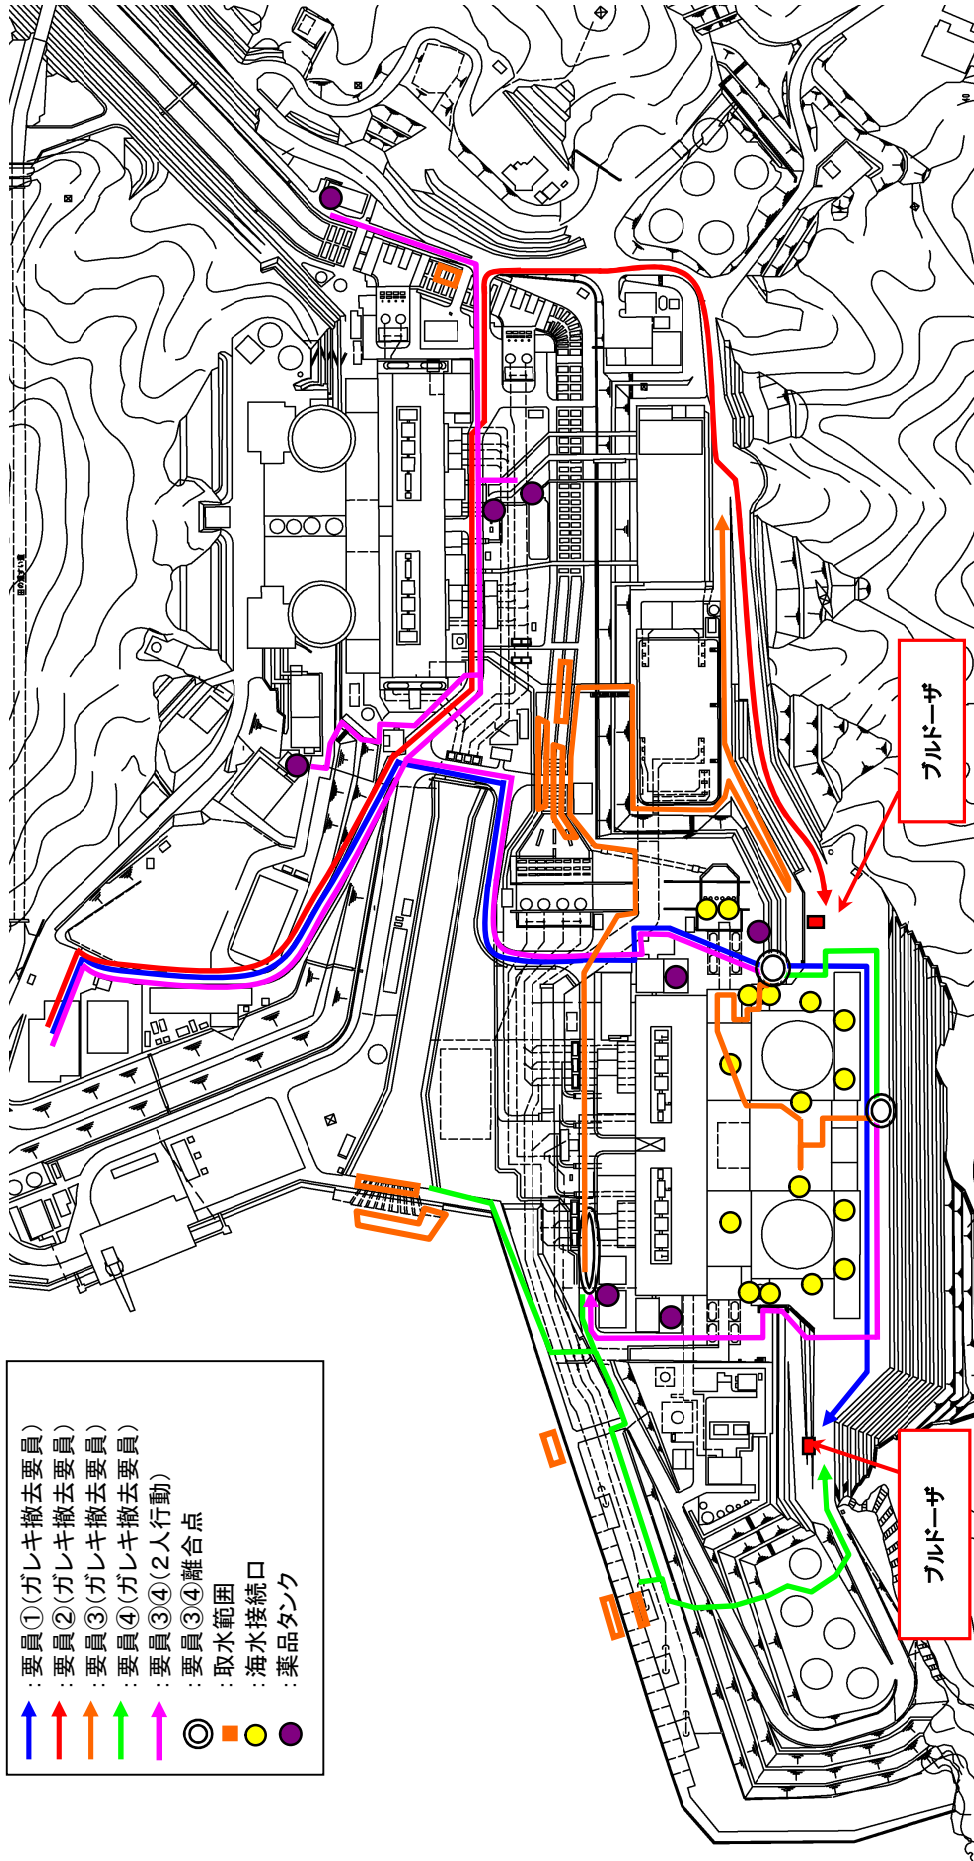 ：要員①(ガレキ撤去要員)
：要員②(ガレキ撤去要員)
：要員③(ガレキ撤去要員)
：要員④(ガレキ撤去要員)
：要員③④(2人行動)
：要員③④離合点
：取水範囲
：海水接続口
：薬品タンク
ブルドーザ
ブルドーザ